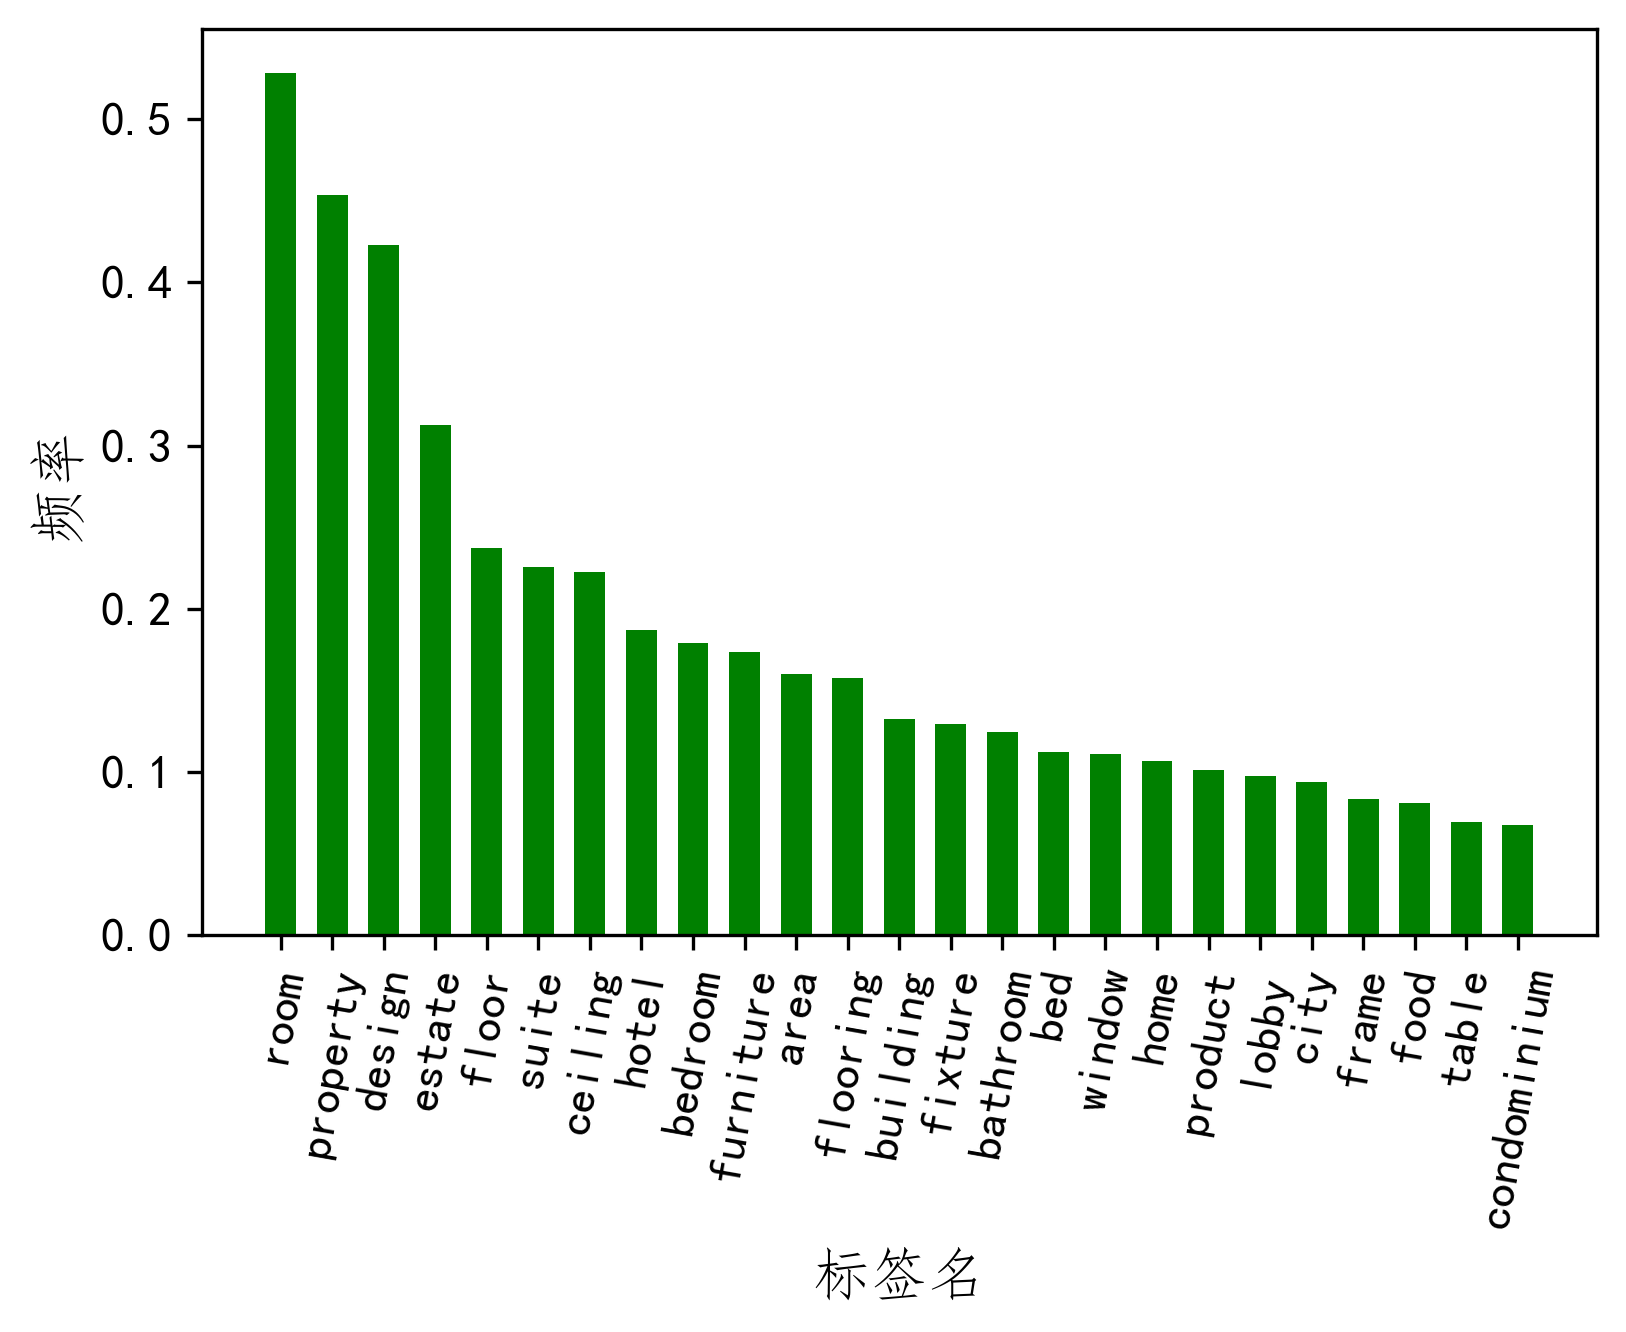 频率
0.5
0.4
0.3
0.2
0.1
0.0
room
property
design
estate
floor
suite
ceiling
hotel
bedroom
furniture
area
flooring
building
fixture
bathroom
bed
window
home
product
lobby
city
frame
food
table
condominium
标签名